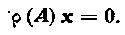 ρ (A) x = 0.